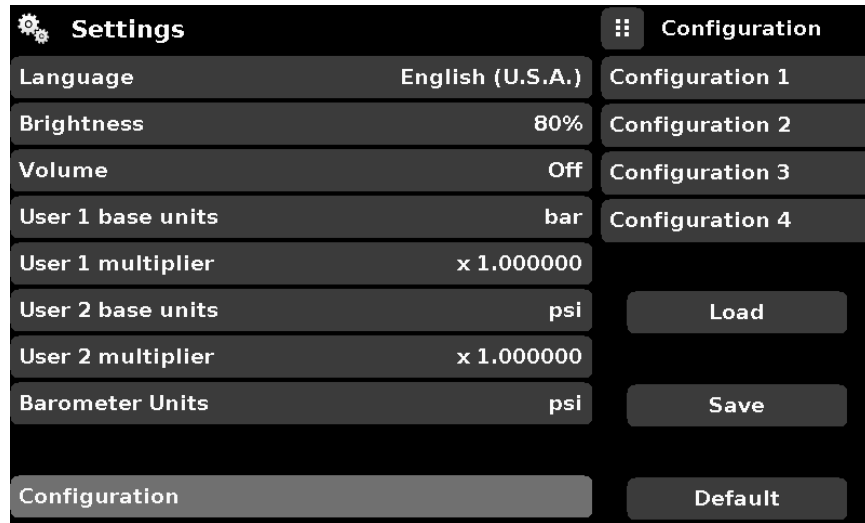 Settings
Language English (U.S.A.)
Brightness 80%
Volume Off
User 1 base units bar
User 1 multiplier x 1.000000
User 2 base units psi
User 2 multiplier x 1.000000
Barometer Units psi
Configuration
Configuration
Configuration 1
Configuration 2
Configuration 3
Configuration 4
Load
Save
Default